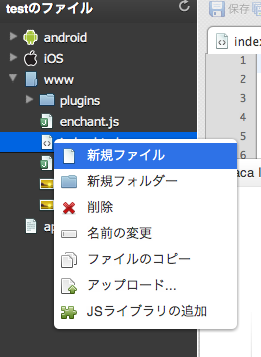 testのファイル
保存
android
iOS
www
plugins
enchant.js
inde
1
2
3
4
5
6
新規ファイル
新規フォルダー
削除
名前の変更
ファイルのコピー
アップロード...
JSライブラリの追加
aca
ap